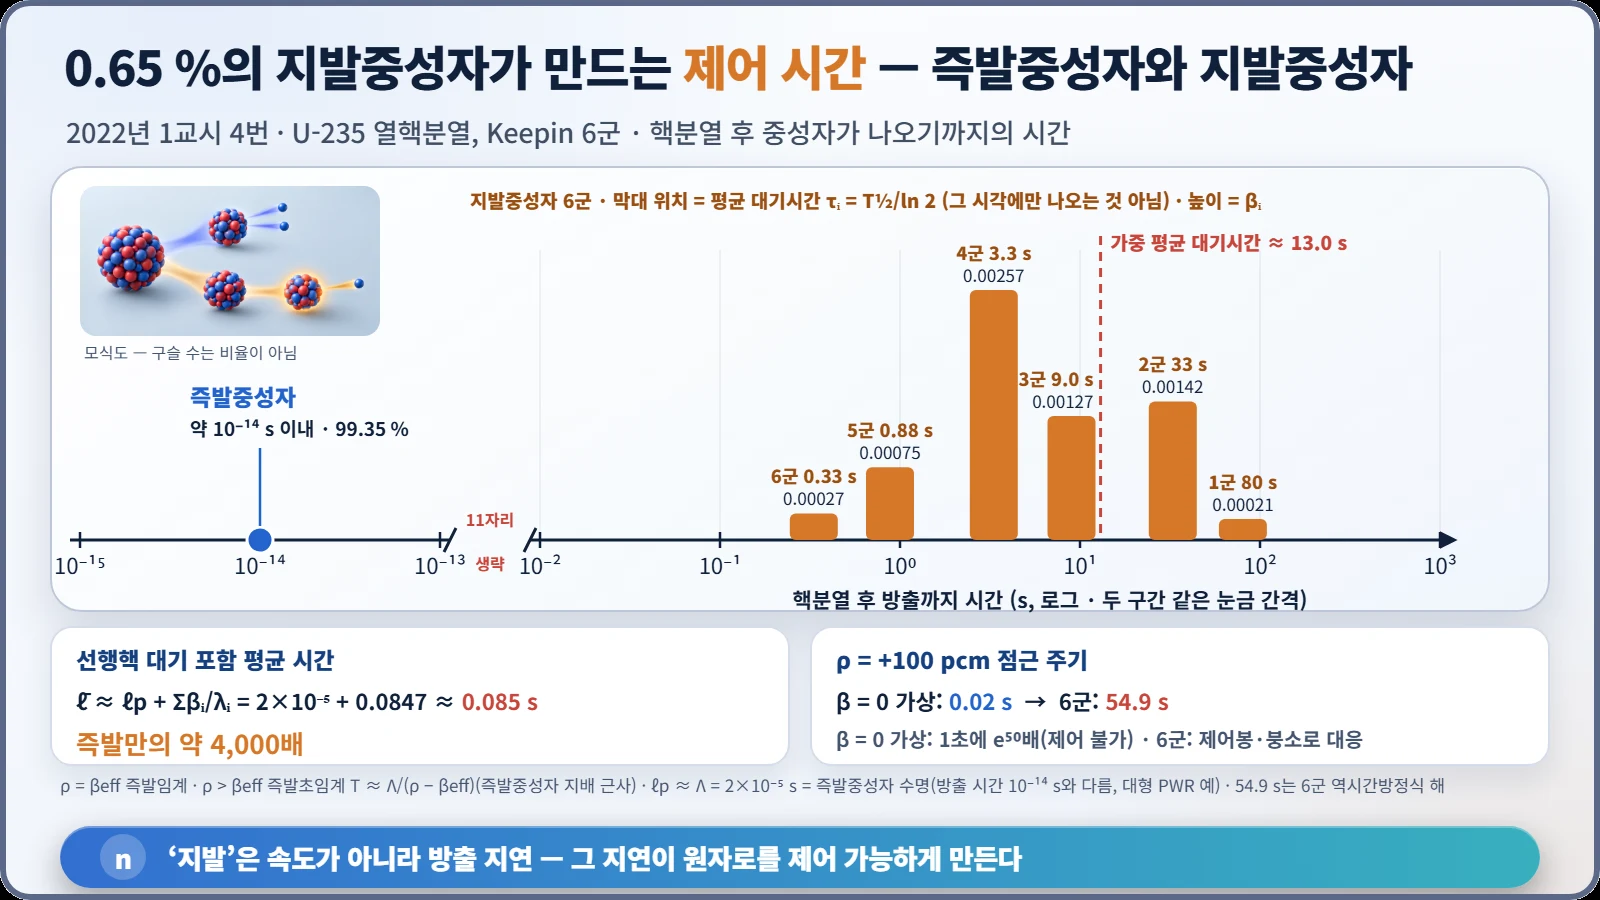 0.65 %의 지발중성자가 만드는 제어 시간 — 즉발중성자와 지발중성자
2022년 1교시 4번 · U-235 열핵분열, Keepin 6군 · 핵분열 후 중성자가 나오기까지의 시간
지발중성자 6군 · 막대 위치 = 평균 대기시간 τᵢ = T½/ln 2 (그 시각에만 나오는 것 아님) · 높이 = βᵢ
가중 평균 대기시간 ≈ 13.0 s
모식도 — 구슬 수는 비율이 아님
즉발중성자
약 10⁻¹⁴ s 이내 · 99.35 %
6군 0.33 s
0.00027
5군 0.88 s
0.00075
4군 3.3 s
0.00257
3군 9.0 s
0.00127
2군 33 s
0.00142
1군 80 s
0.00021
11자리
생략
10⁻¹⁵
10⁻¹⁴
10⁻¹³
10⁻²
10⁻¹
10⁰
10¹
10²
10³
핵분열 후 방출까지 시간 (s, 로그 · 두 구간 같은 눈금 간격)
선행핵 대기 포함 평균 시간
ℓ̄ ≈ ℓp + Σβᵢ/λᵢ = 2×10⁻⁵ + 0.0847 ≈ 0.085 s
즉발만의 약 4,000배
ρ = +100 pcm 점근 주기
β = 0 가상: 0.02 s → 6군: 54.9 s
β = 0 가상: 1초에 e⁵⁰배(제어 불가) · 6군: 제어봉·붕소로 대응
ρ = βeff 즉발임계 · ρ > βeff 즉발초임계 T ≈ Λ/(ρ − βeff)(즉발중성자 지배 근사) · ℓp ≈ Λ = 2×10⁻⁵ s = 즉발중성자 수명(방출 시간 10⁻¹⁴ s와 다름, 대형 PWR 예) · 54.9 s는 6군 역시간방정식 해
n
‘지발’은 속도가 아니라 방출 지연 — 그 지연이 원자로를 제어 가능하게 만든다